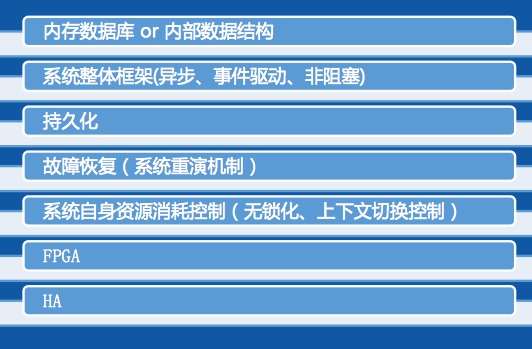 内存数据库 or 内部数据结构
系统整体框架(异步、事件驱动、非阻塞)
持久化
故障恢复（系统重演机制）
系统自身资源消耗控制（无锁化、上下文切换控制）
FPGA
HA